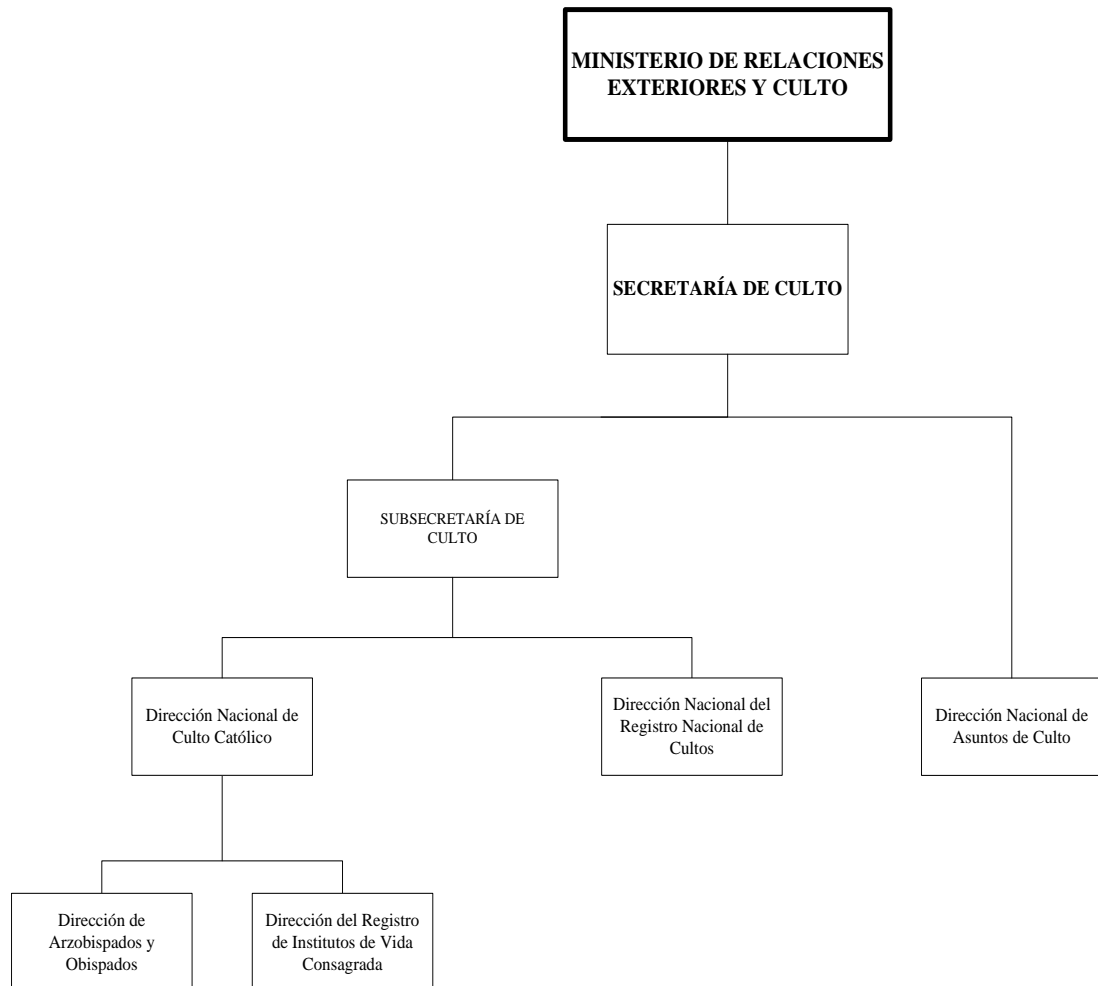 MINISTERIO DE RELACIONES
EXTERIORES Y CULTO
SECRETARÍA DE CULTO
SUBSECRETARÍA DE
CULTO
Dirección Nacional de
Culto Católico
Dirección Nacional del
Registro Nacional de
Cultos
Dirección Nacional de
Asuntos de Culto
Dirección de
Arzobispados y
Obispados
Dirección del Registro
de Institutos de Vida
Consagrada